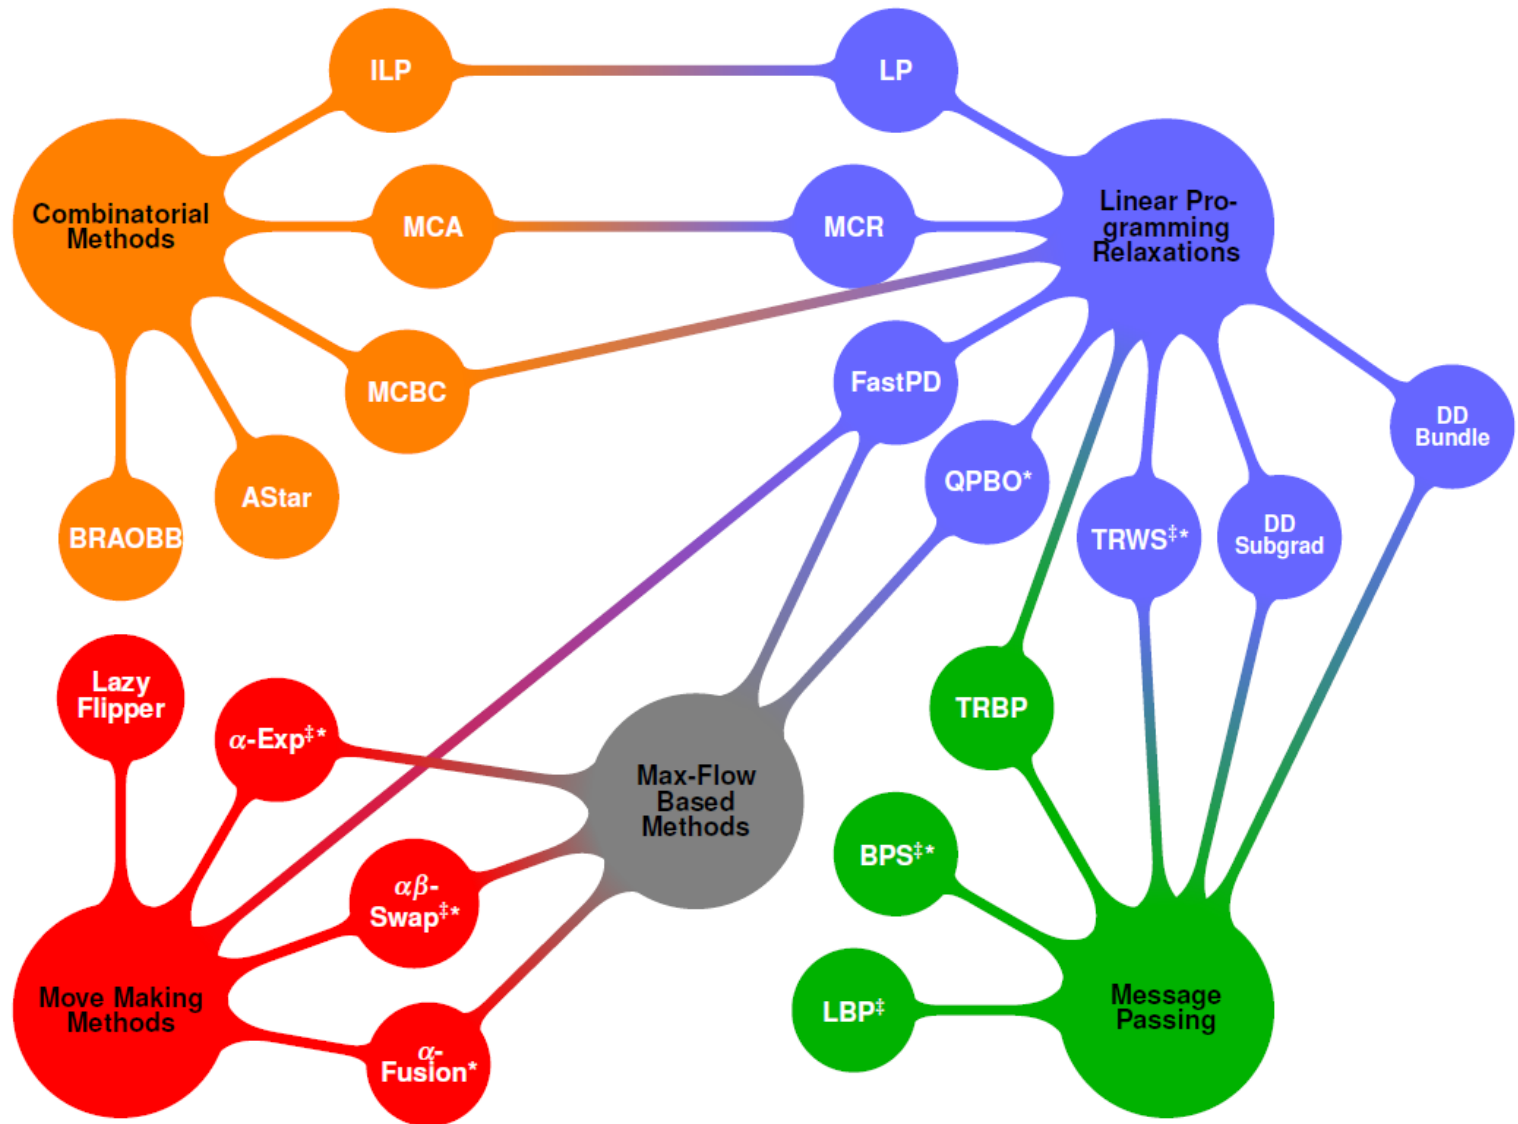 ILP
LP
Combinatorial
Methods
MCA
MCR
Linear Pro-
gramming
Relaxations
MCBC
FastPD
DD
Bundle
AStar
QPBO*
BRAOBB
TRWS‡*
DD
Subgrad
Lazy
Flipper
α-Exp‡*
TRBP
Max-Flow
Based
Methods
BPS‡*
αβ-
Swap‡*
Move Making
Methods
LBP‡
Message
Passing
α-
Fusion*